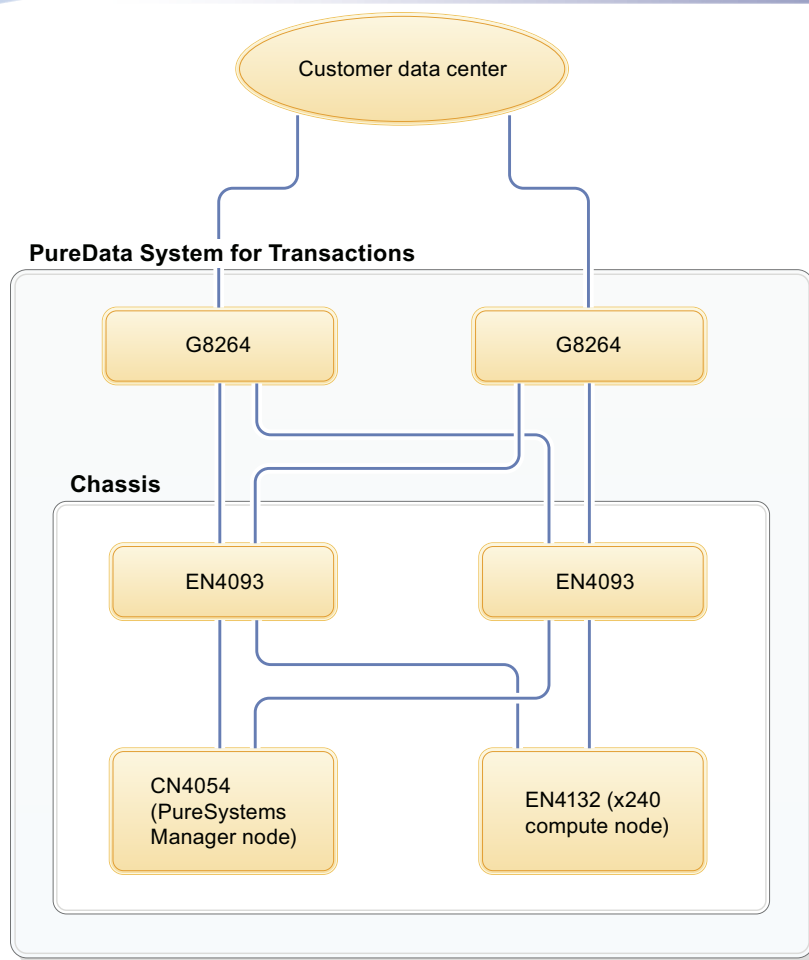 Customer data center
PureData System for Transactions
G8264
G8264
Chassis
EN4093
EN4093
CN4054
(PureSystems
Manager node)
EN4132 (x240
compute node)